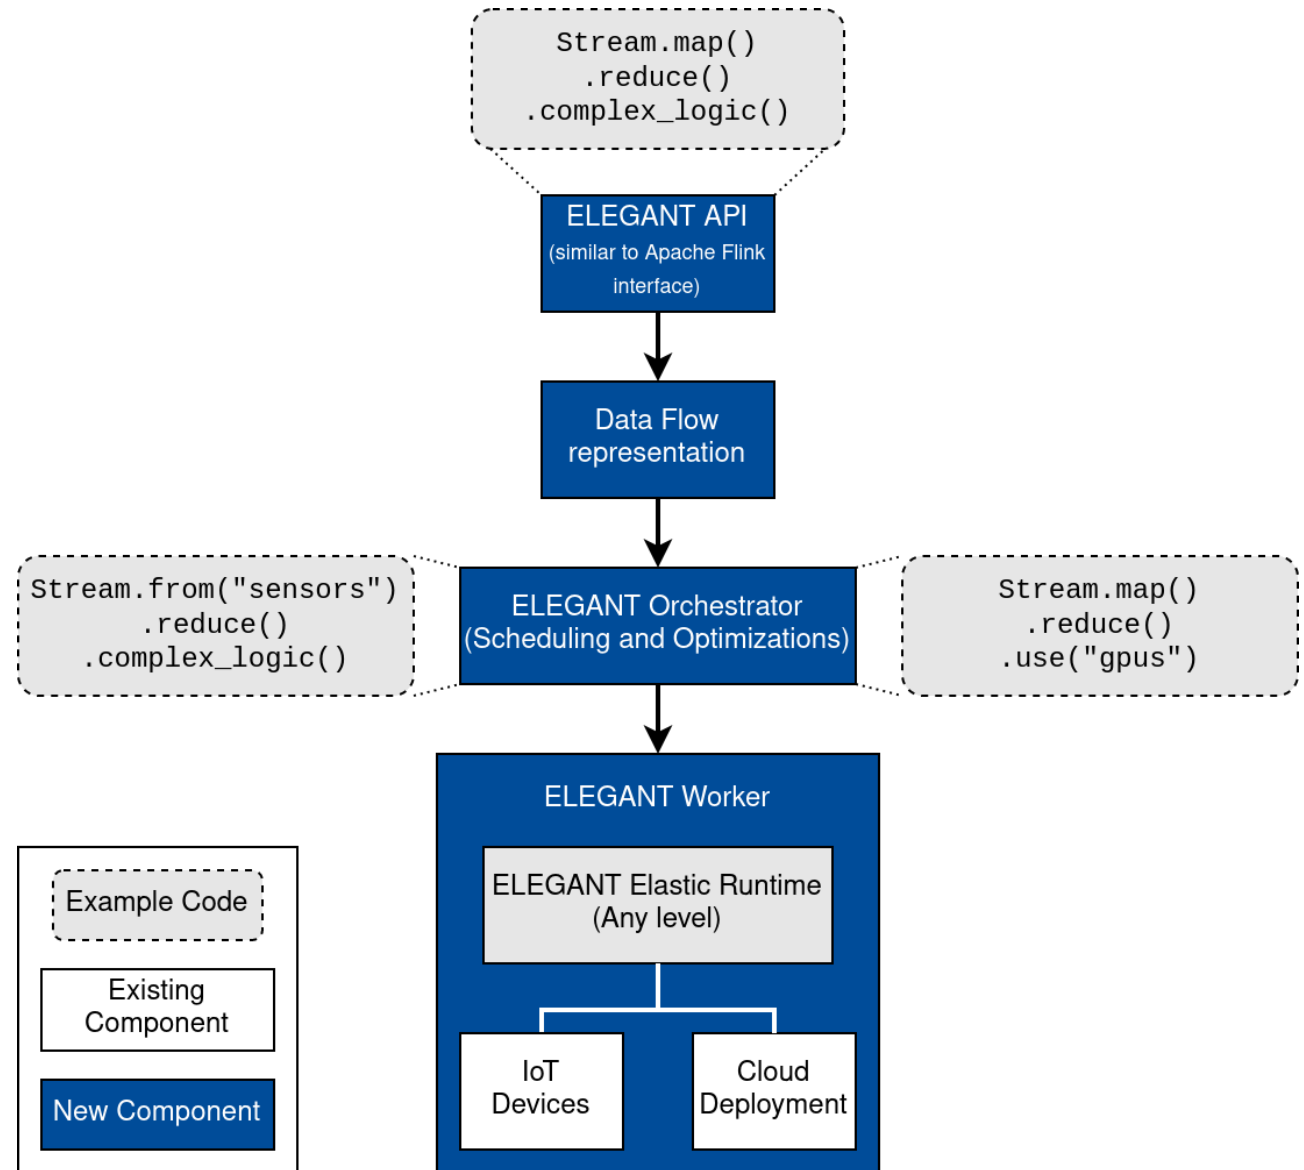 Stream.map()
.reduce()
.complex_logic()
ELEGANT API
(similar to Apache Flink
interface)
Data Flow
representation
Stream.from("sensors")
.reduce()
.complex_logic()
ELEGANT Orchestrator
(Scheduling and Optimizations)
Stream.map()
.reduce()
.use("gpus")
ELEGANT Worker
ELEGANT Elastic Runtime
(Any level)
IoT
Devices
Cloud
Deployment
Example Code
Existing
Component
New Component